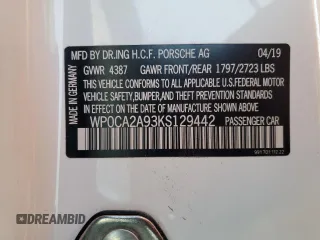 MFD BY DR.ING H.C.F. PORSCHE AG 04/19
GVWR 4387 GAWR FRONT/REAR 1797/2723 LBS
THIS VEHICLE CONFORMS TO ALL APPLICABLE
U.S.FEDERAL MOTOR VEHICLE SAFETY, BUMPER
AND THEFT PREVENTION STANDARDS IN
EFFECT ON THE DATE OF MANUFACTURE SHOWN ABOVE
WP0CA2A93KS129442 PASSENGER CAR
MADE IN GERMANY
DREAMBID